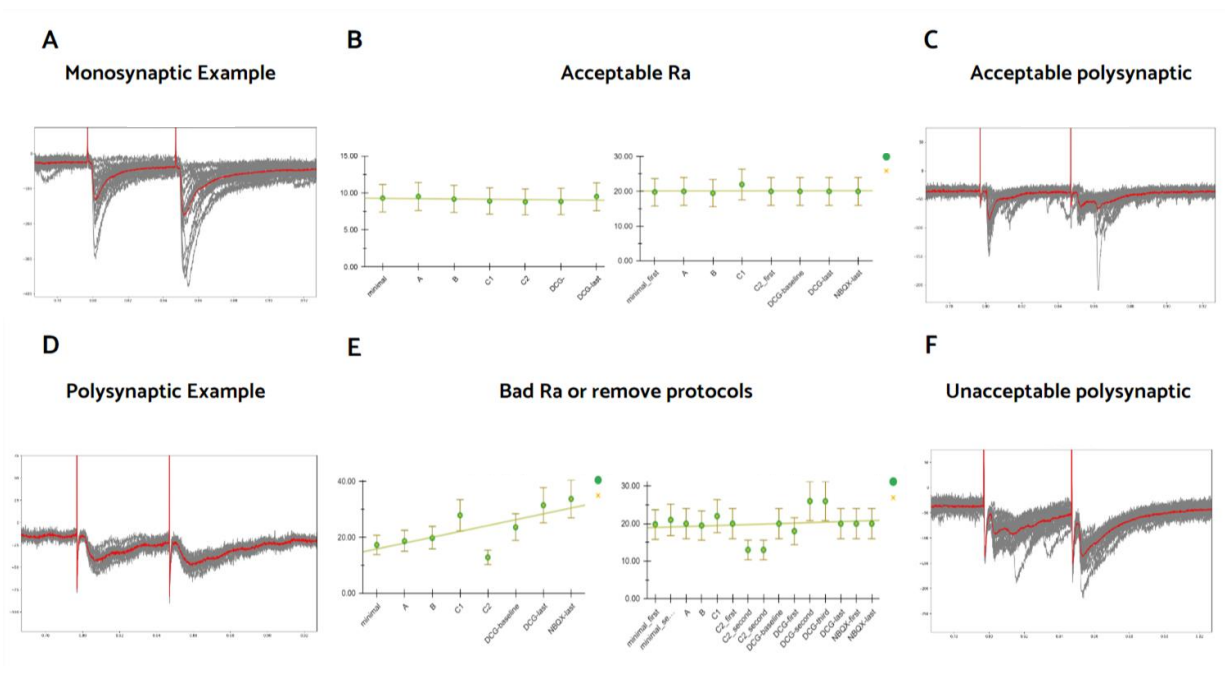 A
Monosynaptic Example
B
Acceptable Ra
C
Acceptable polysynaptic
15.00
10.00
5.00
0.00
minimal
A
B
C1
C2
DCG-
DCG-last
30.00
20.00
10.00
0.00
minimal_first
A
B
C1
C2_first
DCG-baseline
DCG-last
NBQX-last
D
Polysynaptic Example
E
Bad Ra or remove protocols
F
Unacceptable polysynaptic
40.00
20.00
0.00
minimal
A
B
C1
C2
DCG-baseline
DCG-last
NBQX-last
30.00
20.00
10.00
0.00
minimal_first
minimal_se...
A
B
C1
C2_first
C2_second
C2_second
DCG-baseline
DCG-first
DCG-second
DCG-third
DCG-last
NBQX-first
NBQX-last